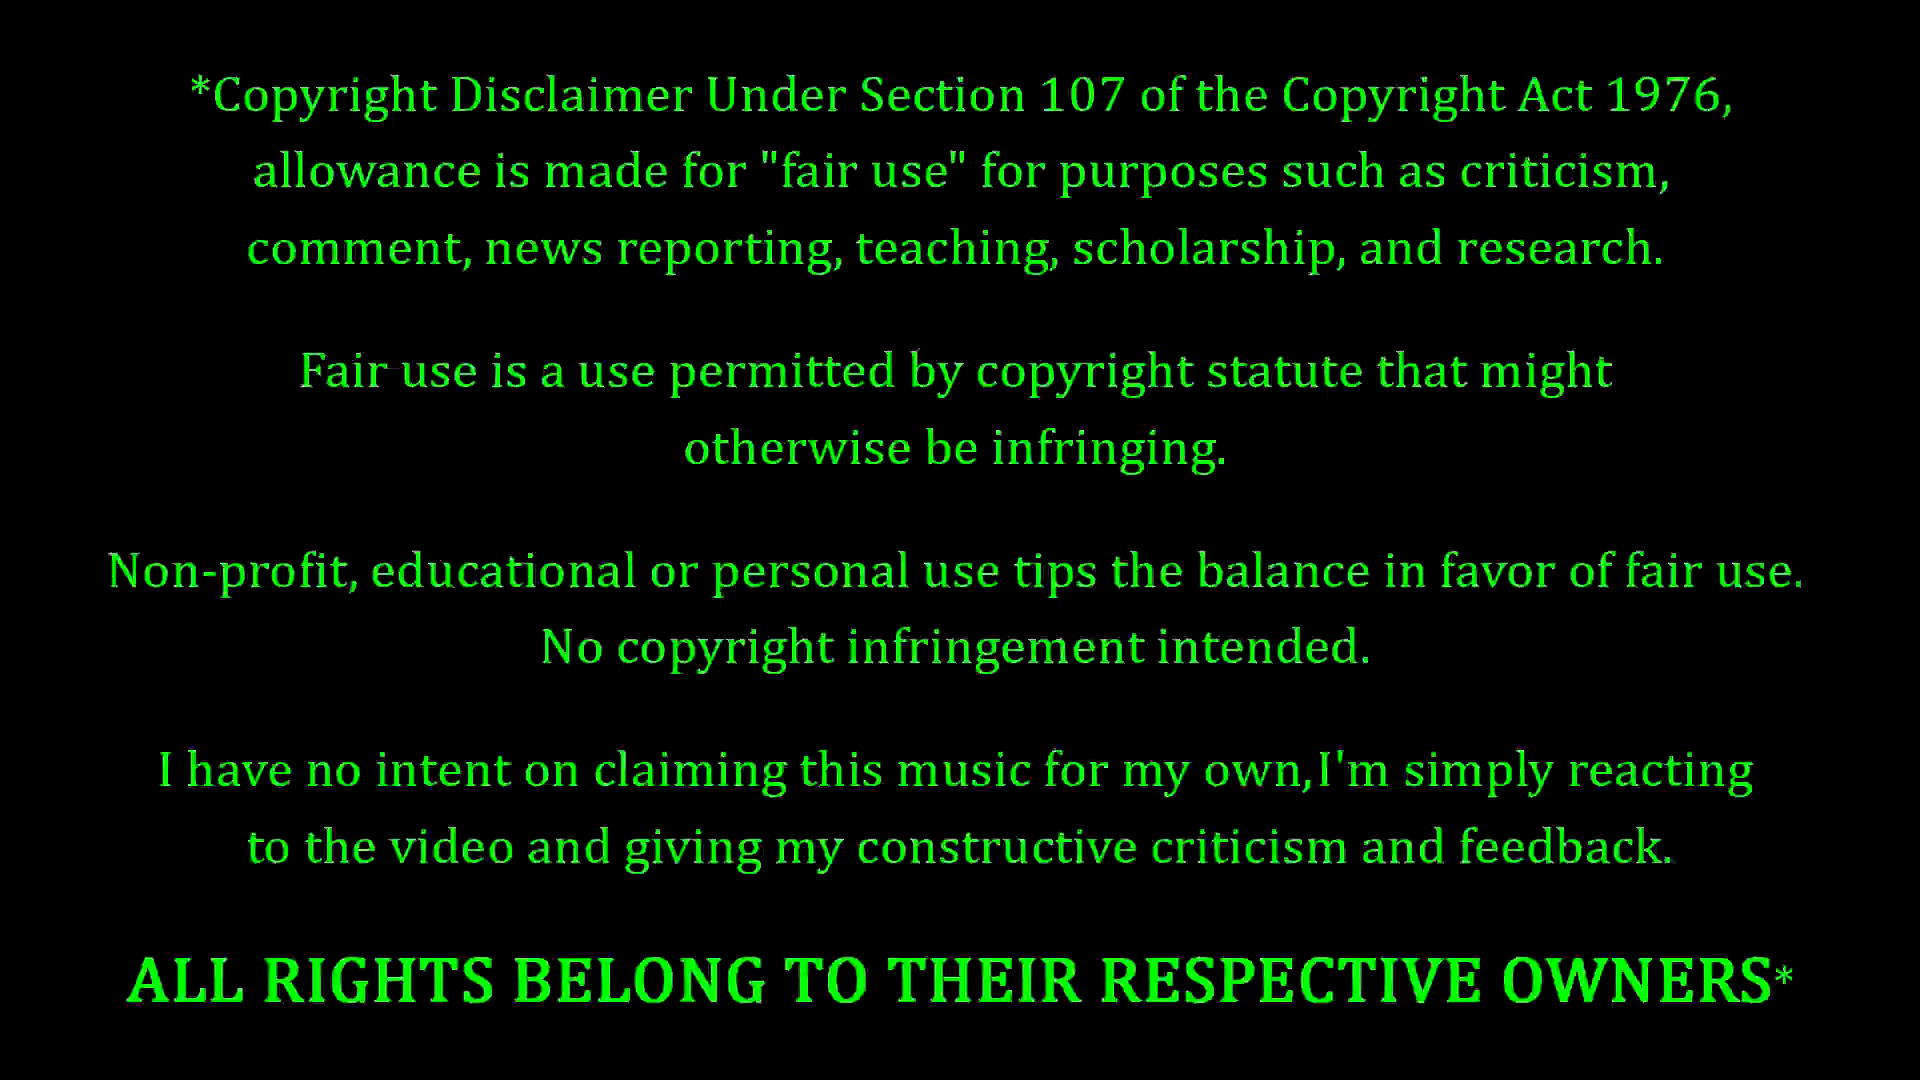 *Copyright Disclaimer Under Section 107 of the Copyright Act 1976,
allowance is made for "fair use" for purposes such as criticism,
comment, news reporting, teaching, scholarship, and research.
Fair use is a use permitted by copyright statute that might
otherwise be infringing.
Non-profit, educational or personal use tips the balance in favor of fair use.
No copyright infringement intended.
I have no intent on claiming this music for my own,I'm simply reacting
to the video and giving my constructive criticism and feedback.
ALL RIGHTS BELONG TO THEIR RESPECTIVE OWNERS*